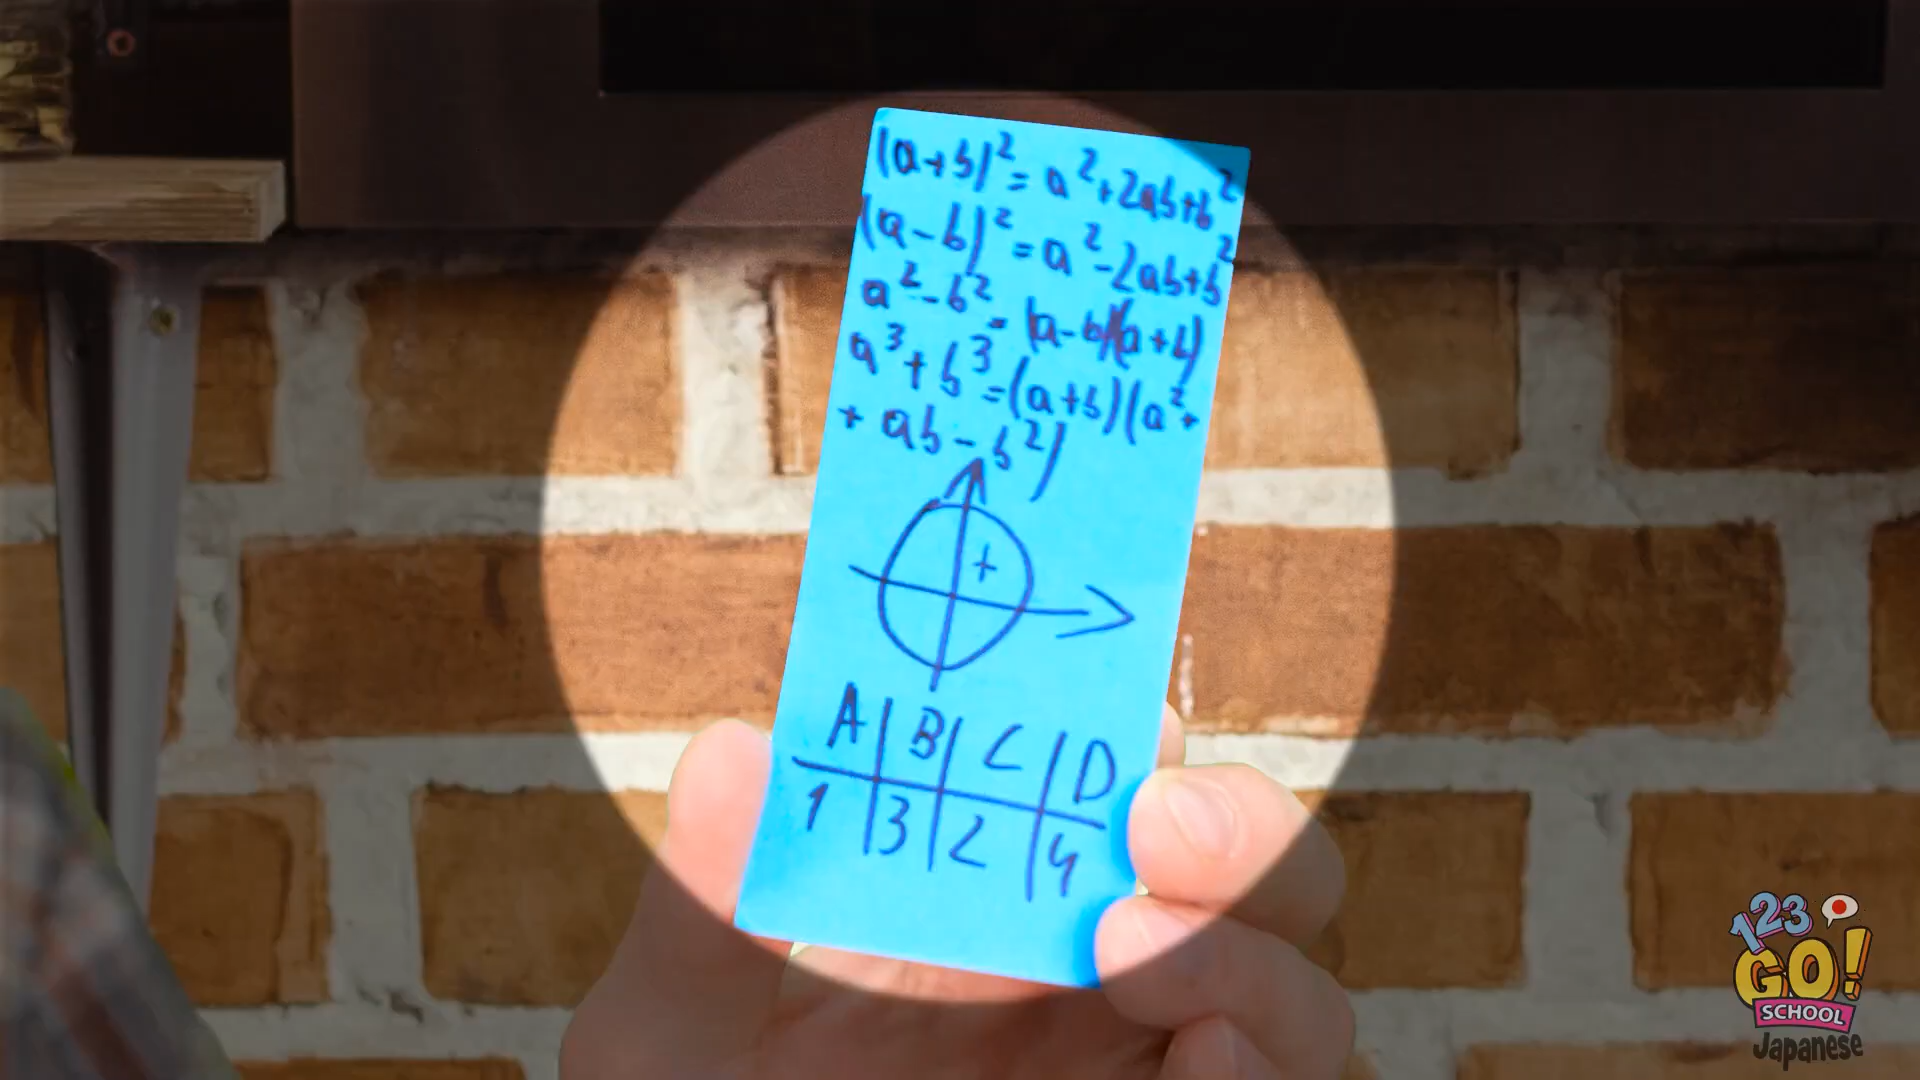 (a+b)² = a²+2ab+b²
(a-b)² = a²-2ab+b²
a²-b² = (a-b)(a+b)
a³+b³=(a+b)(a²+
+ab-b²)
+
A B C D
1 3 2 4
123
GO!
SCHOOL
Japanese